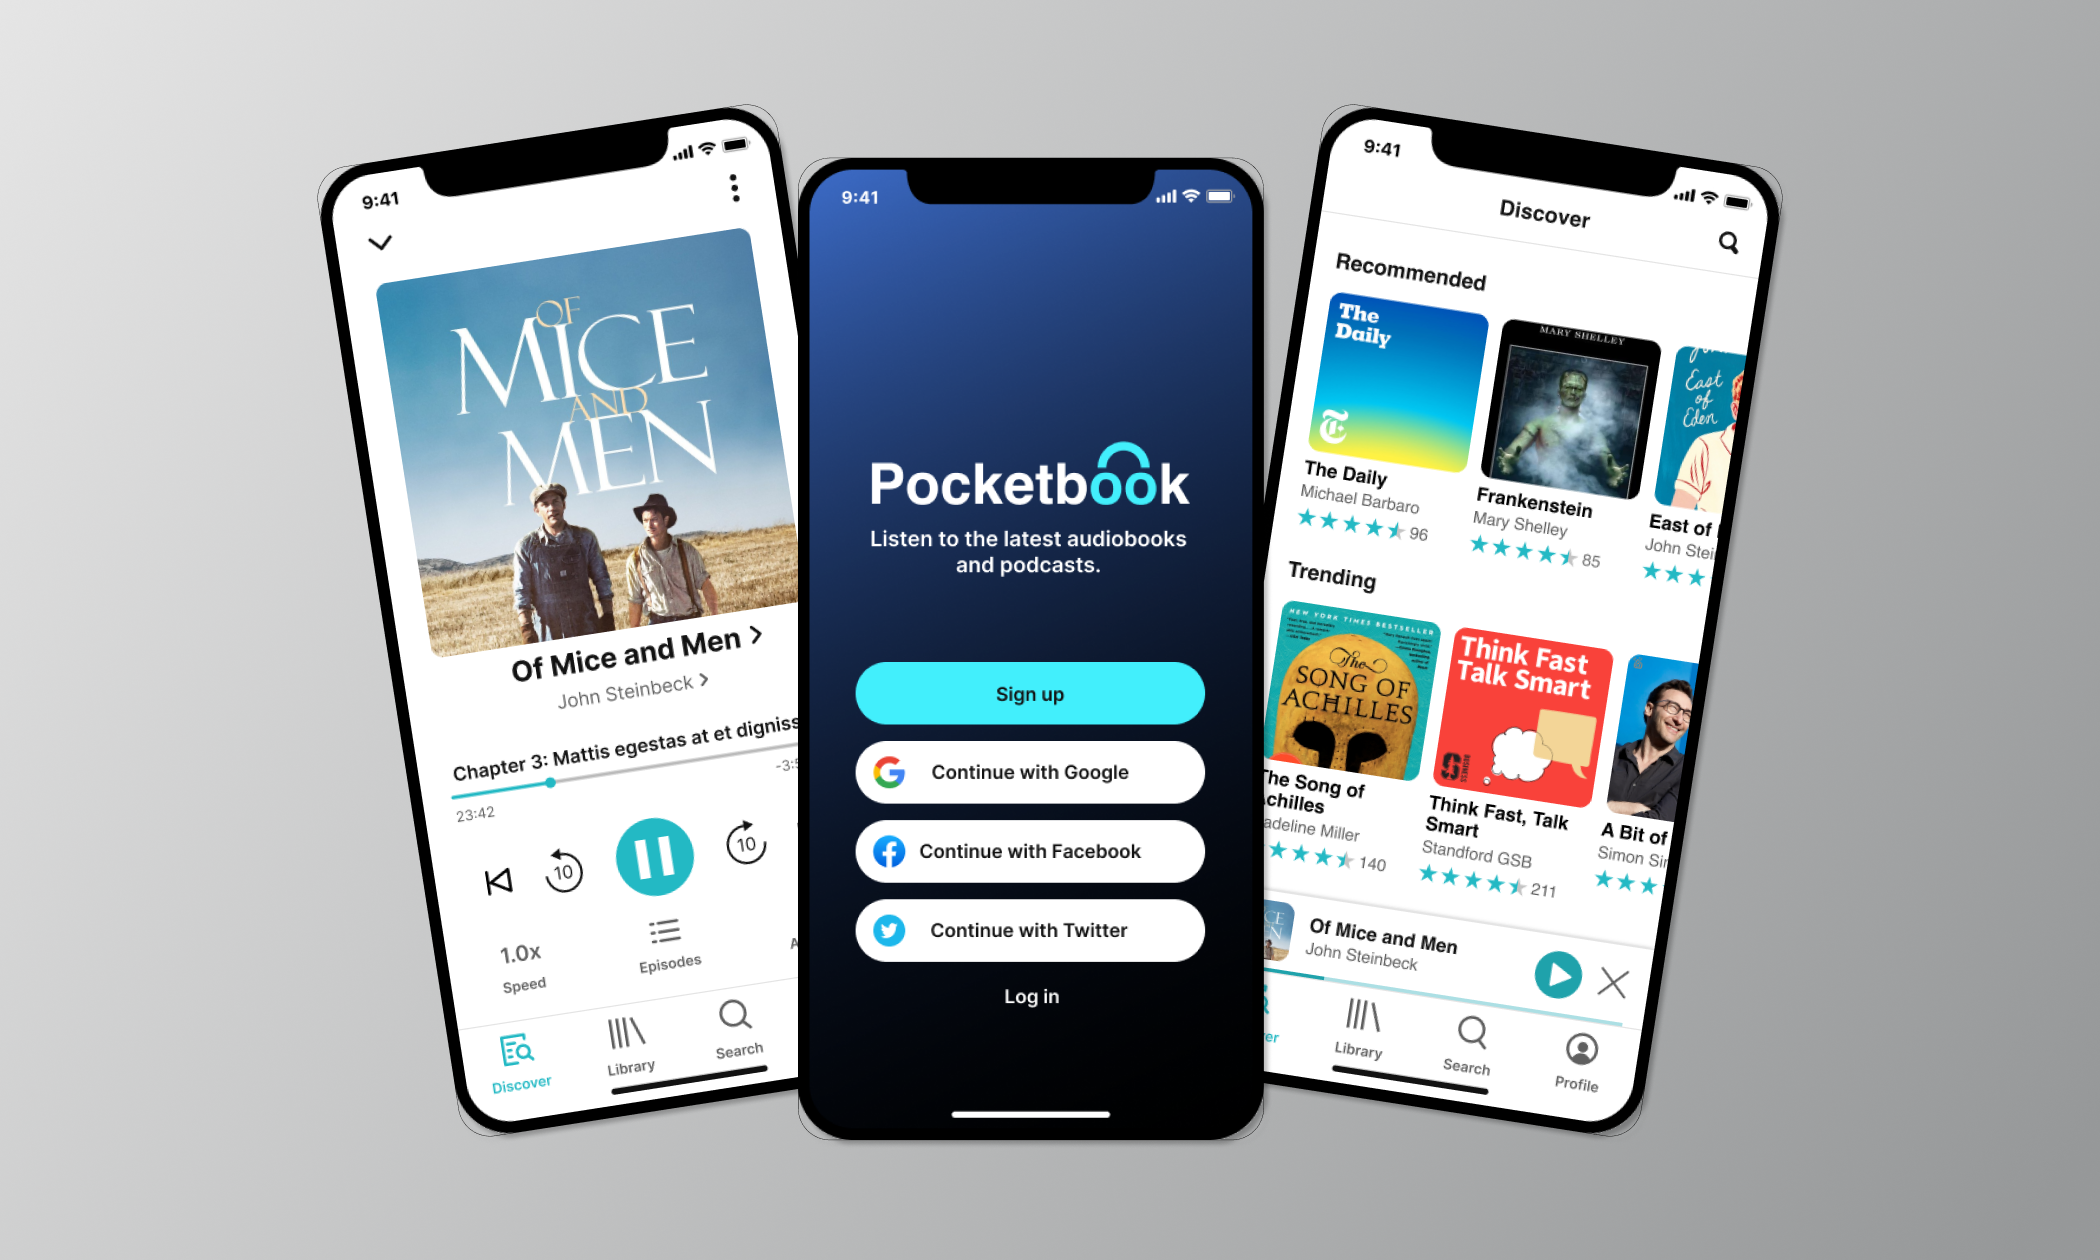 9:41
OF
MICE
AND
MEN
Of Mice and Men
John Steinbeck
Chapter 3: Mattis egestas at et digniss
23:42
-3:5
10
10
1.0x
Speed
Episodes
A
Discover
Library
Search
9:41
Pocketbook
Listen to the latest audiobooks
and podcasts.
Sign up
Continue with Google
Continue with Facebook
Continue with Twitter
Log in
9:41
Discover
Recommended
The
Daily
The Daily
Michael Barbaro
96
MARY SHELLEY
Frankenstein
Mary Shelley
85
East
of
Eden
East of
John Stei
Trending
NEW YORK TIMES BESTSELLER
The
SONG OF
ACHILLES
The Song of
Achilles
adeline Miller
140
Think Fast
Talk Smart
BUSINESS
Think Fast, Talk
Smart
Standford GSB
211
A Bit of
Simon Sin
ICE
EN
Of Mice and Men
John Steinbeck
er
Library
Search
Profile